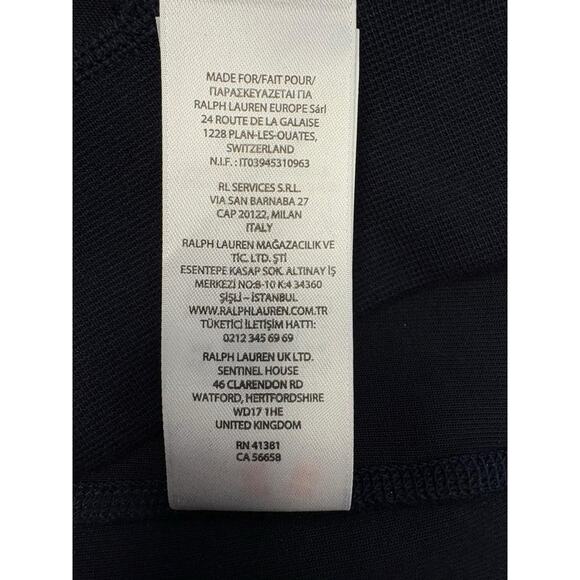 MADE FOR/FAIT POUR/
ΠΑΡΑΣΚΕΥΑΖΕΤΑΙ ΓΙΑ
RALPH LAUREN EUROPE Sárl
24 ROUTE DE LA GALAISE
1228 PLAN-LES-OUATES,
SWITZERLAND
N.I.F. : IT03945310963
RL SERVICES S.R.L.
VIA SAN BARNABA 27
CAP 20122, MILAN
ITALY
RALPH LAUREN MAĞAZACILIK VE
TİC. LTD. ŞTİ
ESENTEPE KASAP SOK. ALTINAY İŞ
MERKEZİ NO:8-10 K:4 34360
ŞİŞLİ – İSTANBUL
WWW.RALPHLAUREN.COM.TR
TÜKETİCİ İLETİŞİM HATTI:
0212 345 69 69
RALPH LAUREN UK LTD.
SENTINEL HOUSE
46 CLARENDON RD
WATFORD, HERTFORDSHIRE
WD17 1HE
UNITED KINGDOM
RN 41381
CA 56658